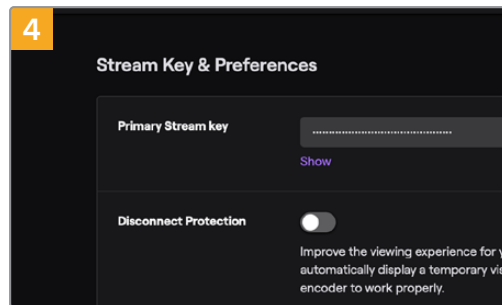 4
Stream Key & Preferences
Primary Stream key
Show
Disconnect Protection
Improve the viewing experience for
automatically display a temporary
encoder to work properly.